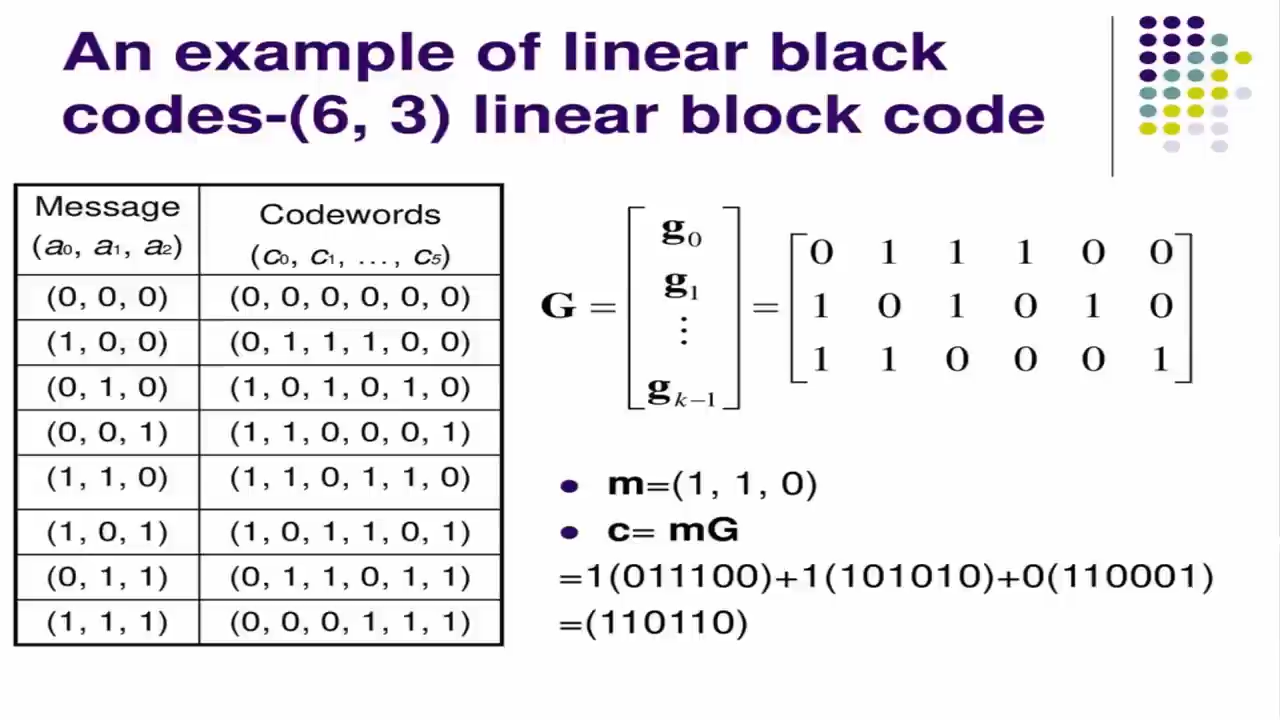 An example of linear black
codes-(6, 3) linear block code
Message
(a₀, a₁, a₂)
Codewords
(c₀, c₁, …, c₅)
(0, 0, 0) (0, 0, 0, 0, 0, 0)
(1, 0, 0) (0, 1, 1, 1, 0, 0)
(0, 1, 0) (1, 0, 1, 0, 1, 0)
(0, 0, 1) (1, 1, 0, 0, 0, 1)
(1, 1, 0) (1, 1, 0, 1, 1, 0)
(1, 0, 1) (1, 0, 1, 1, 0, 1)
(0, 1, 1) (0, 1, 1, 0, 1, 1)
(1, 1, 1) (0, 0, 0, 1, 1, 1)
G =
g₀
g₁
⋮
gₖ₋₁
=
0 1 1 1 0 0
1 0 1 0 1 0
1 1 0 0 0 1
• m=(1, 1, 0)
• c= mG
=1(011100)+1(101010)+0(110001)
=(110110)